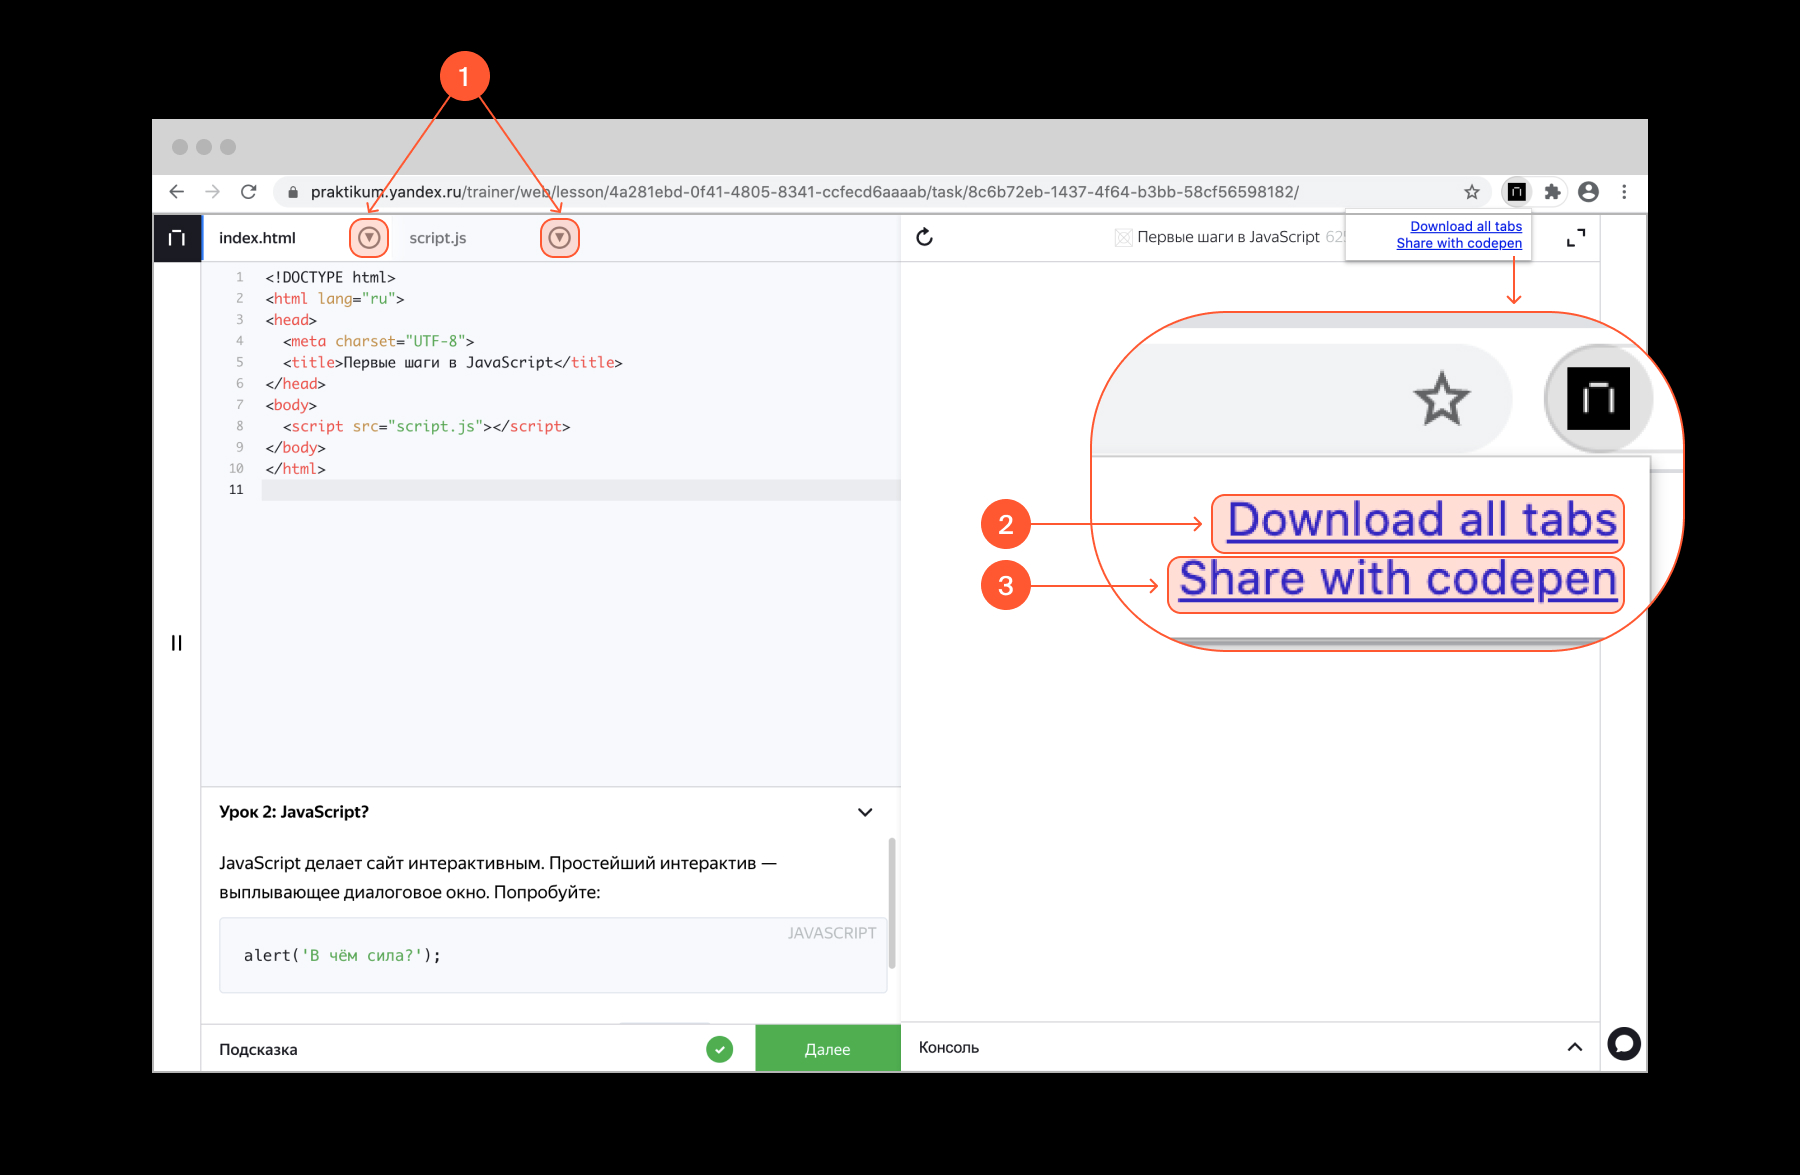 1
praktikum.yandex.ru/trainer/web/lesson/4a281ebd-0f41-4805-8341-ccfecd6aaaab/task/8c6b72eb-1437-4f64-b3bb-58cf56598182/
index.html
script.js
Первые шаги в JavaScript
Download all tabs
Share with codepen
1 <!DOCTYPE html>
2 <html lang="ru">
3 <head>
4 <meta charset="UTF-8">
5 <title>Первые шаги в JavaScript</title>
6 </head>
7 <body>
8 <script src="script.js"></script>
9 </body>
10 </html>
11
2
Download all tabs
3
Share with codepen
Урок 2: JavaScript?
JavaScript делает сайт интерактивным. Простейший интерактив —
выплывающее диалоговое окно. Попробуйте:
JAVASCRIPT
alert('В чём сила?');
Подсказка
Далее
Консоль